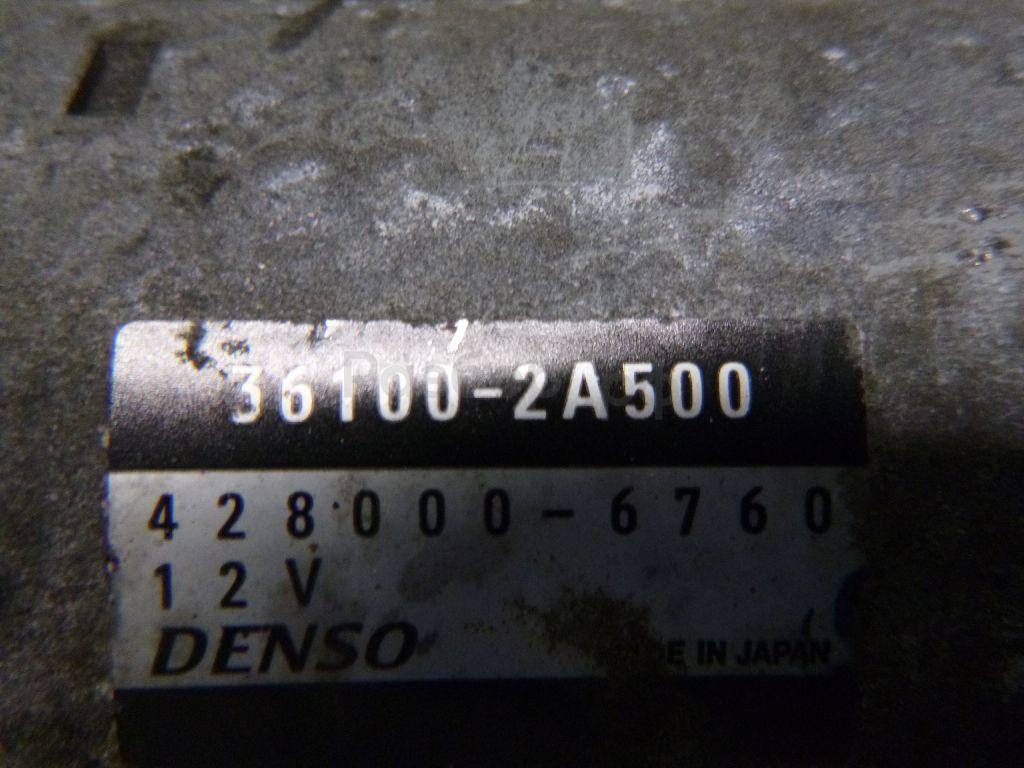 36100-2A500
428000-6760
12V
DENSO
IN JAPAN